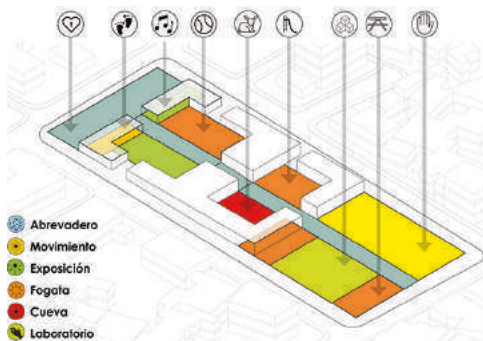 Abrevadero
Movimiento
Exposición
Fogata
Cueva
Laboratorio